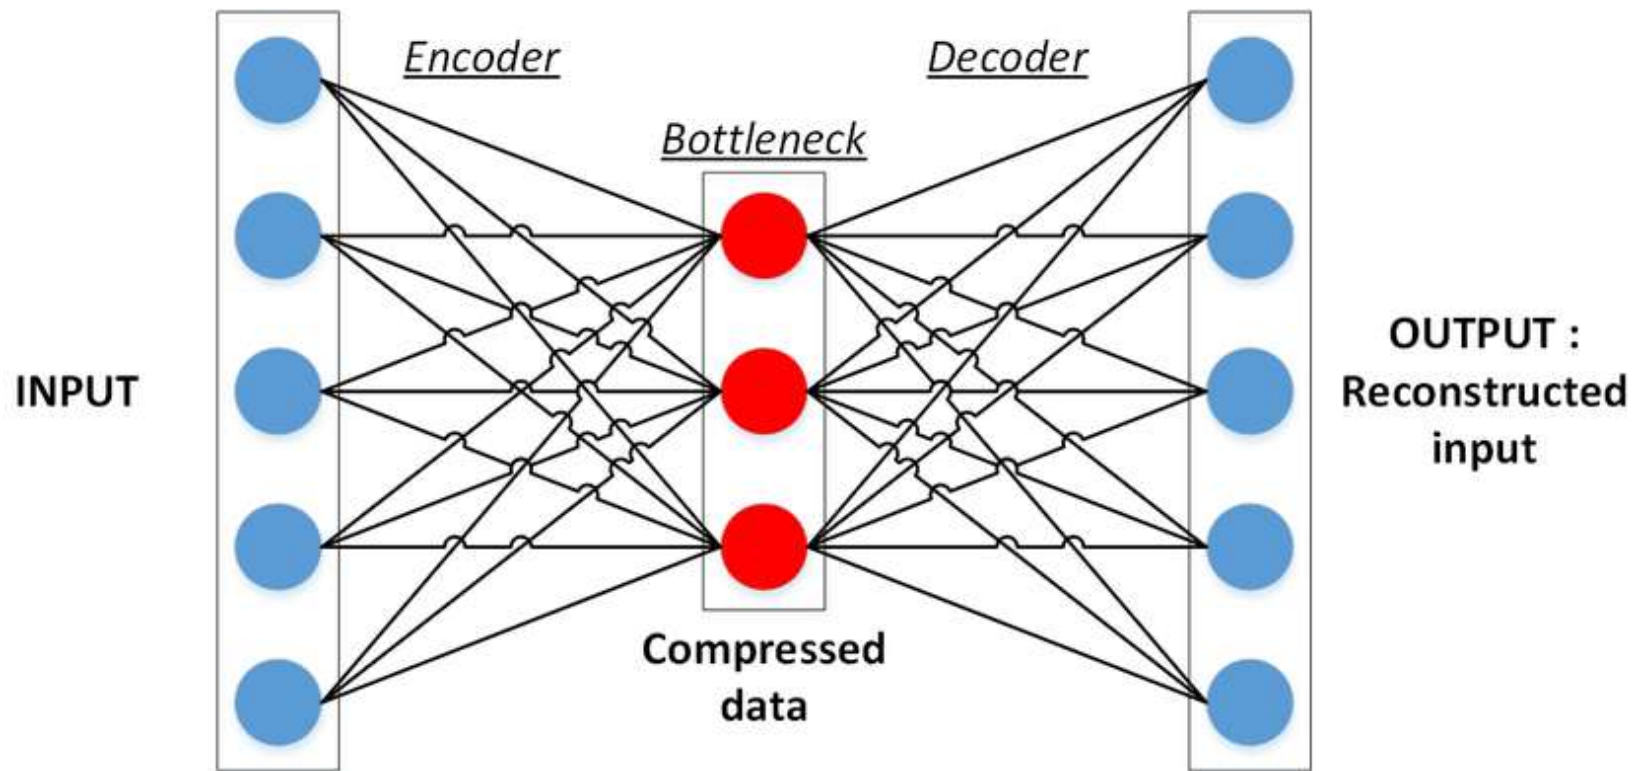 Encoder
Decoder
Bottleneck
INPUT
OUTPUT :
Reconstructed
input
Compressed
data